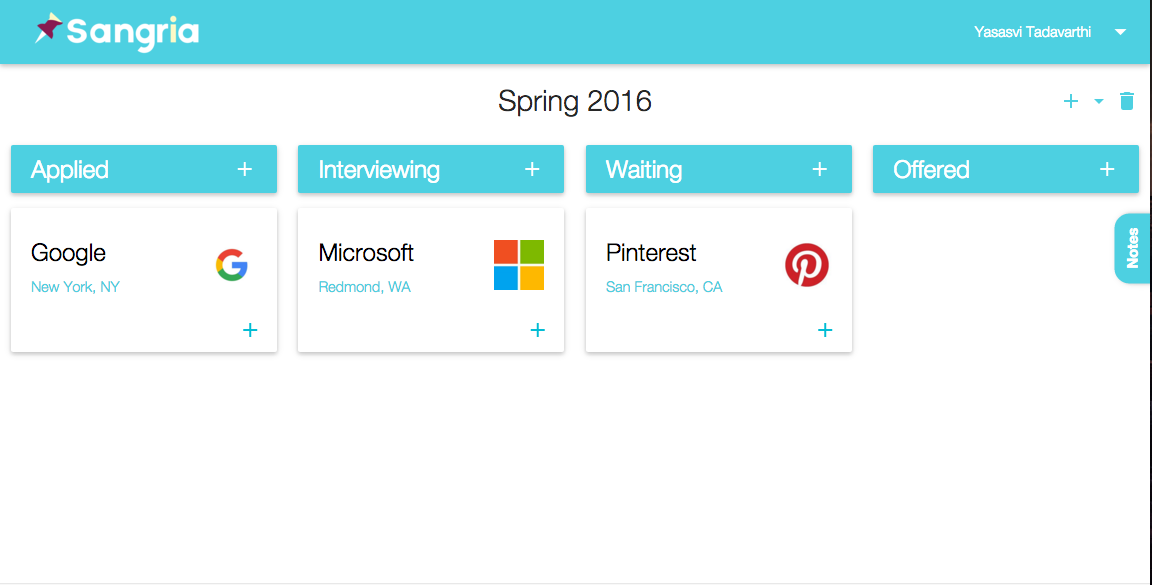 Sangria
Yasasvi Tadavarthi
Spring 2016
Applied
Interviewing
Waiting
Offered
Google
New York, NY
Microsoft
Redmond, WA
Pinterest
San Francisco, CA
Notes